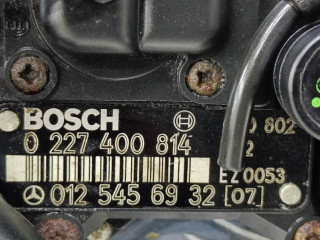 BOSCH 802
0 227 400 814 2
EZ 0053
012 545 69 32 [07]